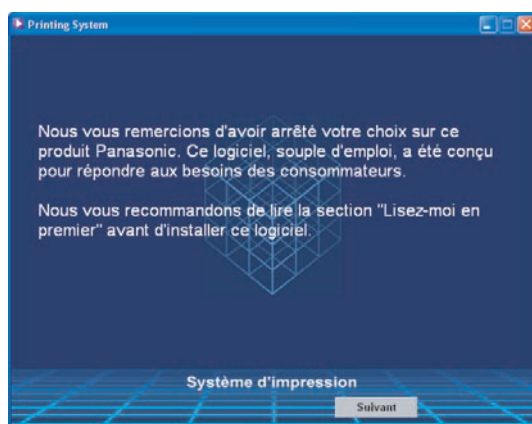 Printing System
Nous vous remercions d'avoir arrêté votre choix sur ce
produit Panasonic. Ce logiciel, souple d'emploi, a été conçu
pour répondre aux besoins des consommateurs.
Nous vous recommandons de lire la section "Lisez-moi en
premier" avant d'installer ce logiciel.
Système d'impression
Suivant